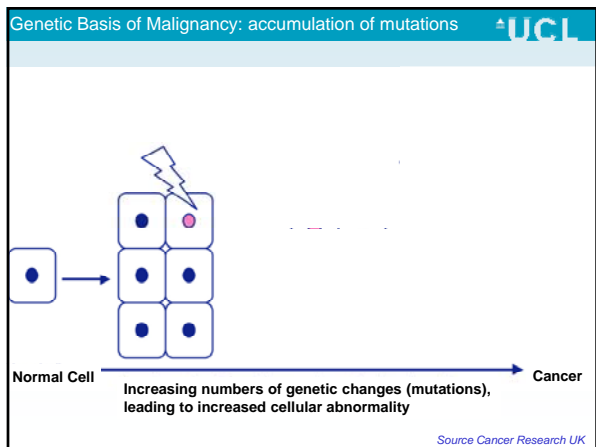 Genetic Basis of Malignancy: accumulation of mutations
UCL
Normal Cell
Cancer
Increasing numbers of genetic changes (mutations),
leading to increased cellular abnormality
Source Cancer Research UK